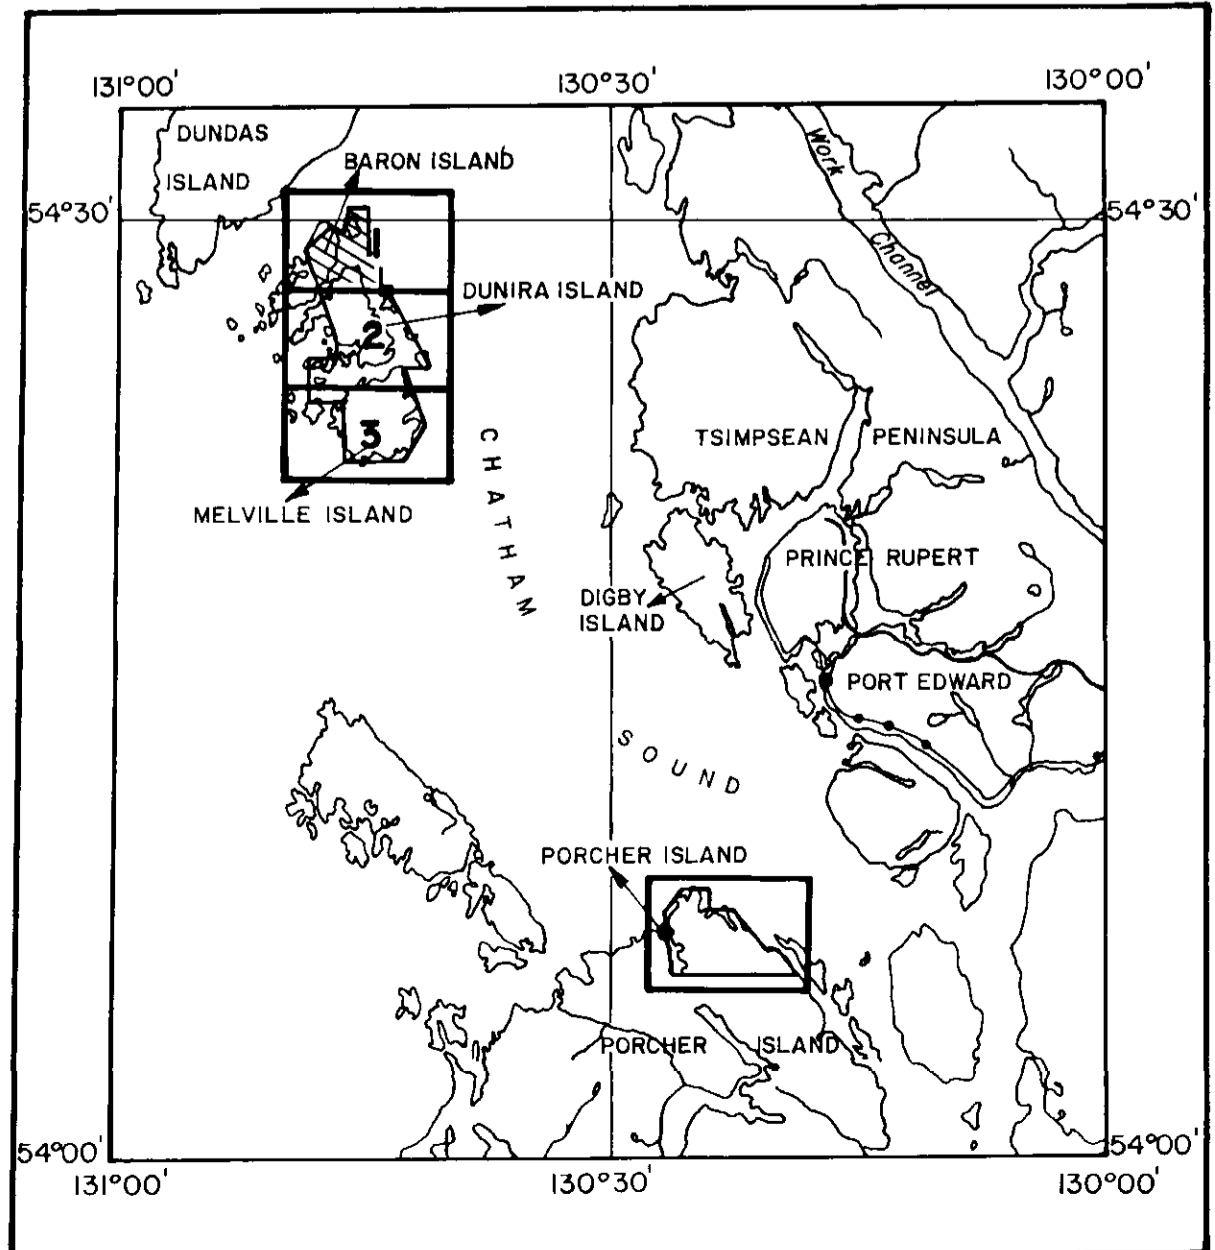 131°00' 130°30' 130°00'
DUNDAS
ISLAND
BARON ISLAND
Work
Channel
54°30' 54°30'
1
DUNIRA ISLAND
2
3
MELVILLE ISLAND
CHATHAM
TSIMPSEAN PENINSULA
PRINCE RUPERT
DIGBY
ISLAND
PORT EDWARD
SOUND
PORCHER ISLAND
PORCHER ISLAND
54°00' 54°00'
131°00' 130°30' 130°00'